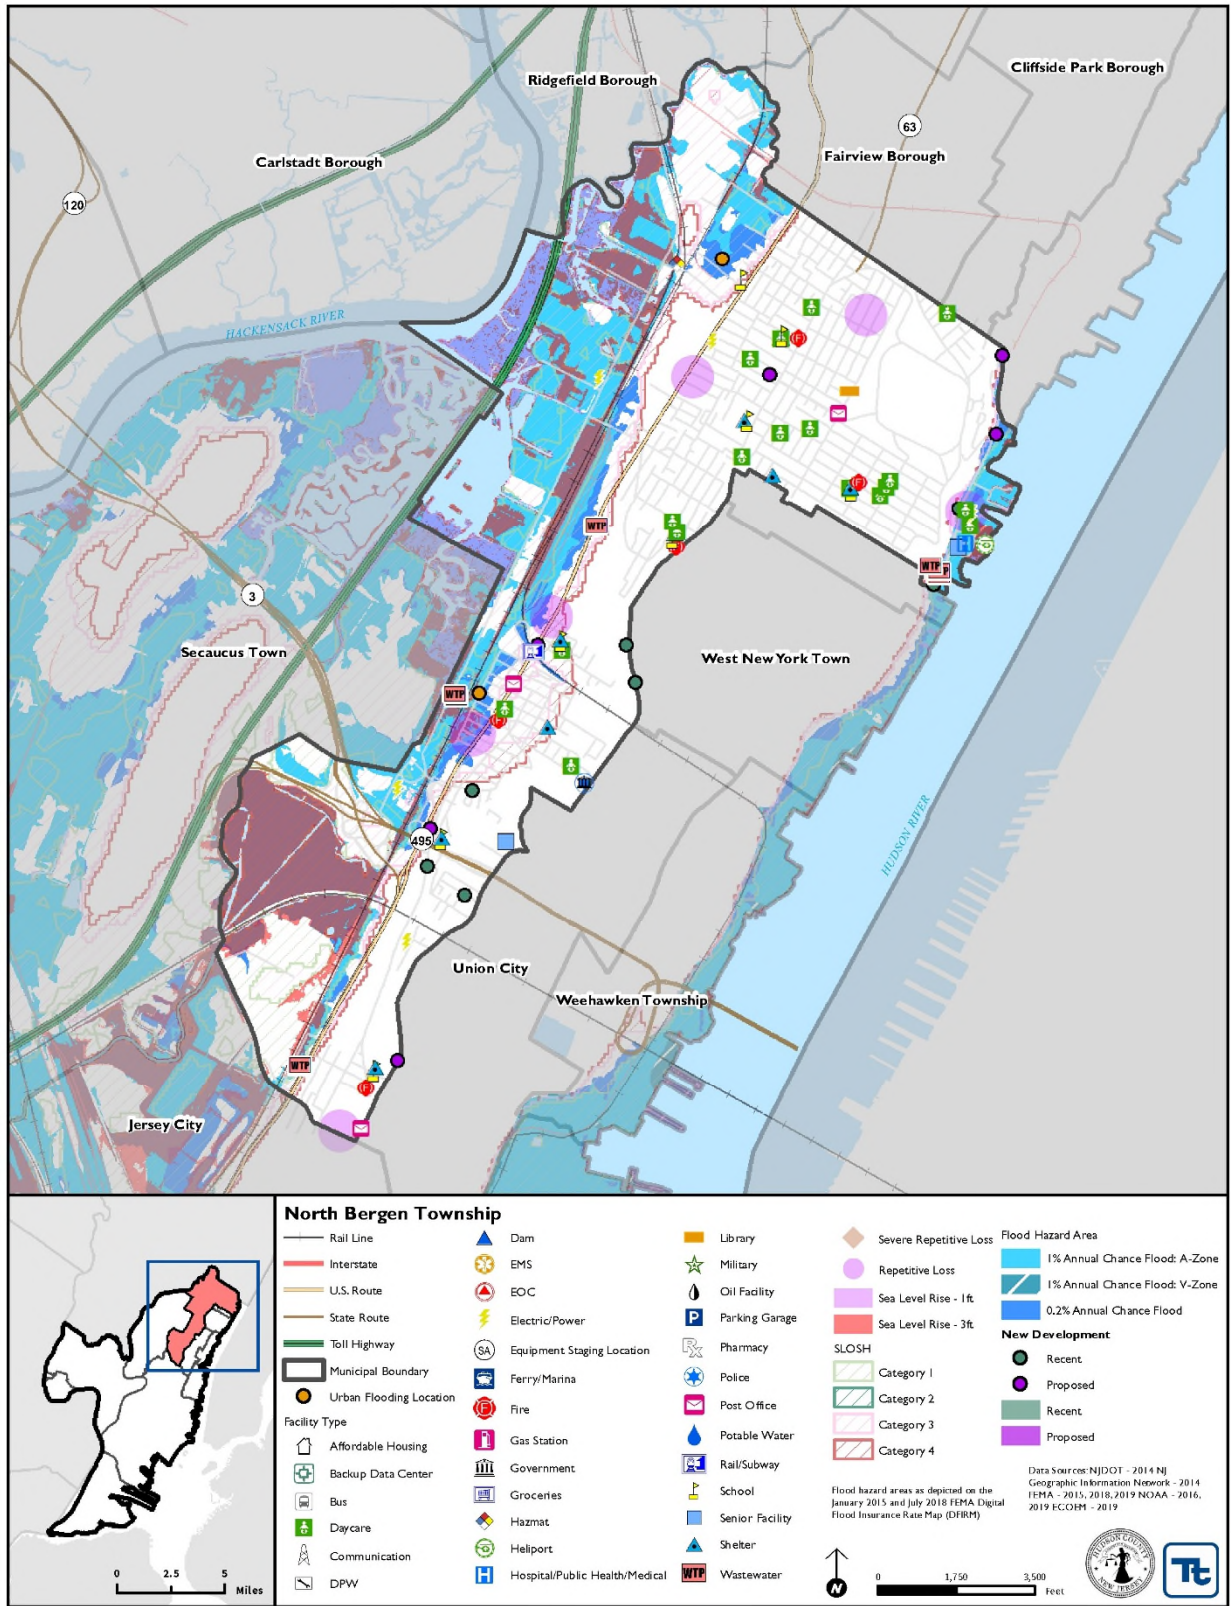 Ridgefield Borough
Cliffside Park Borough
63
Carlstadt Borough
Fairview Borough
120
HACKENSACK RIVER
F
WTP
F
3
WTP
H
Secaucus Town
West New York Town
WTP
F
495
HUDSON RIVER
Union City
Weehawken Township
WTP
F
Jersey City
North Bergen Township
Rail Line
Interstate
U.S. Route
State Route
Toll Highway
Municipal Boundary
Urban Flooding Location
Facility Type
Affordable Housing
Backup Data Center
Bus
Daycare
Communication
DPW
Dam
EMS
EOC
Electric/Power
SA Equipment Staging Location
Ferry/Marina
F Fire
Gas Station
Government
Groceries
Hazmat
Heliport
H Hospital/Public Health/Medical
Library
Military
Oil Facility
P Parking Garage
Rx Pharmacy
Police
Post Office
Potable Water
Rail/Subway
School
Senior Facility
Shelter
WTP Wastewater
Severe Repetitive Loss
Repetitive Loss
Sea Level Rise - 1ft
Sea Level Rise - 3ft
SLOSH
Category 1
Category 2
Category 3
Category 4
Flood Hazard Area
1% Annual Chance Flood: A-Zone
1% Annual Chance Flood: V-Zone
0.2% Annual Chance Flood
New Development
Recent
Proposed
Recent
Proposed
Flood hazard areas as depicted on the
January 2015 and July 2018 FEMA Digital
Flood Insurance Rate Map (DFIRM)
Data Sources: NJDOT - 2014 NJ
Geographic Information Network - 2014
FEMA - 2015, 2018, 2019 NOAA - 2016,
2019 ECOEM - 2019
0 2.5 5
Miles
N
0 1,750 3,500
Feet
HUDSON COUNTY
NEW JERSEY
Tt